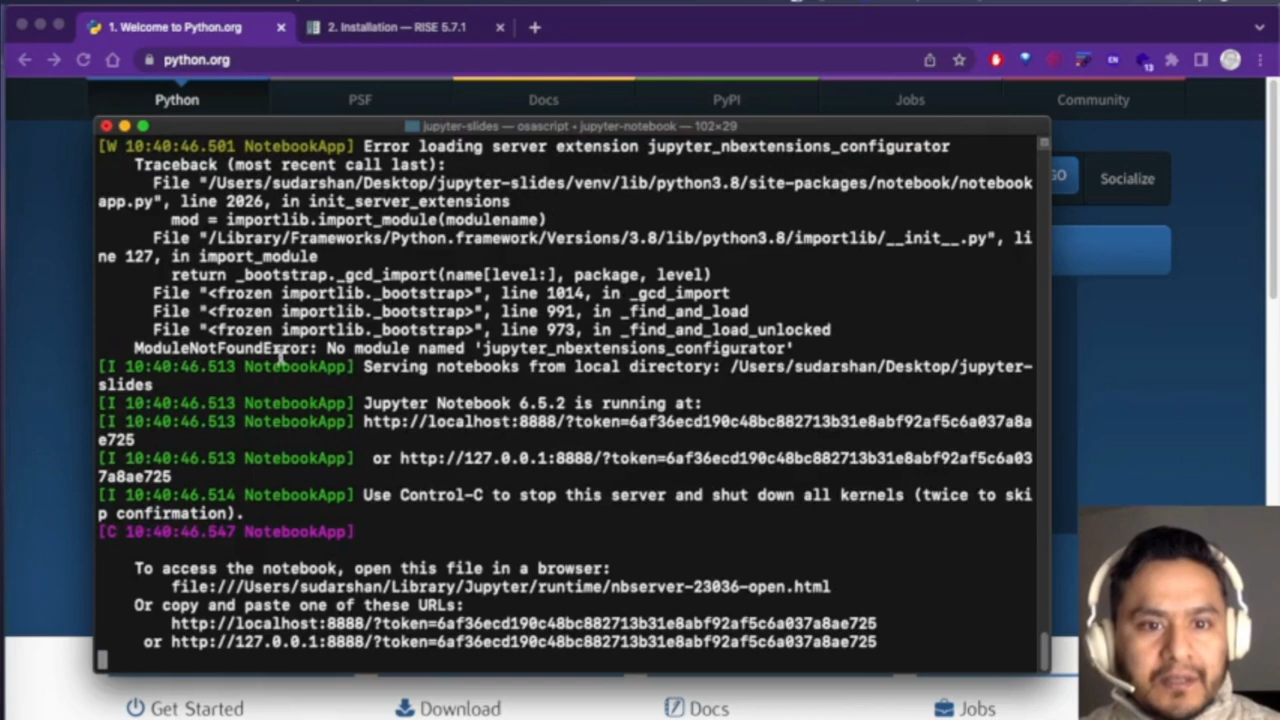 1. Welcome to Python.org
2. Installation — RISE 5.7.1
python.org
EN
13
Python
PSF
Docs
PyPI
Jobs
Community
jupyter-slides — osascript • jupyter-notebook — 102×29
GO
Socialize
[W 10:40:46.501 NotebookApp] Error loading server extension jupyter_nbextensions_configurator
Traceback (most recent call last):
File "/Users/sudarshan/Desktop/jupyter-slides/venv/lib/python3.8/site-packages/notebook/notebook
app.py", line 2026, in init_server_extensions
mod = importlib.import_module(modulename)
File "/Library/Frameworks/Python.framework/Versions/3.8/lib/python3.8/importlib/__init__.py", li
ne 127, in import_module
return _bootstrap._gcd_import(name[level:], package, level)
File "<frozen importlib._bootstrap>", line 1014, in _gcd_import
File "<frozen importlib._bootstrap>", line 991, in _find_and_load
File "<frozen importlib._bootstrap>", line 973, in _find_and_load_unlocked
ModuleNotFoundError: No module named 'jupyter_nbextensions_configurator'
[I 10:40:46.513 NotebookApp] Serving notebooks from local directory: /Users/sudarshan/Desktop/jupyter-
slides
[I 10:40:46.513 NotebookApp] Jupyter Notebook 6.5.2 is running at:
[I 10:40:46.513 NotebookApp] http://localhost:8888/?token=6af36ecd190c48bc882713b31e8abf92af5c6a037a8a
e725
[I 10:40:46.513 NotebookApp]  or http://127.0.0.1:8888/?token=6af36ecd190c48bc882713b31e8abf92af5c6a03
7a8ae725
[I 10:40:46.514 NotebookApp] Use Control-C to stop this server and shut down all kernels (twice to ski
p confirmation).
[C 10:40:46.547 NotebookApp]
To access the notebook, open this file in a browser:
file:///Users/sudarshan/Library/Jupyter/runtime/nbserver-23036-open.html
Or copy and paste one of these URLs:
http://localhost:8888/?token=6af36ecd190c48bc882713b31e8abf92af5c6a037a8ae725
or http://127.0.0.1:8888/?token=6af36ecd190c48bc882713b31e8abf92af5c6a037a8ae725
Get Started
Download
Docs
Jobs